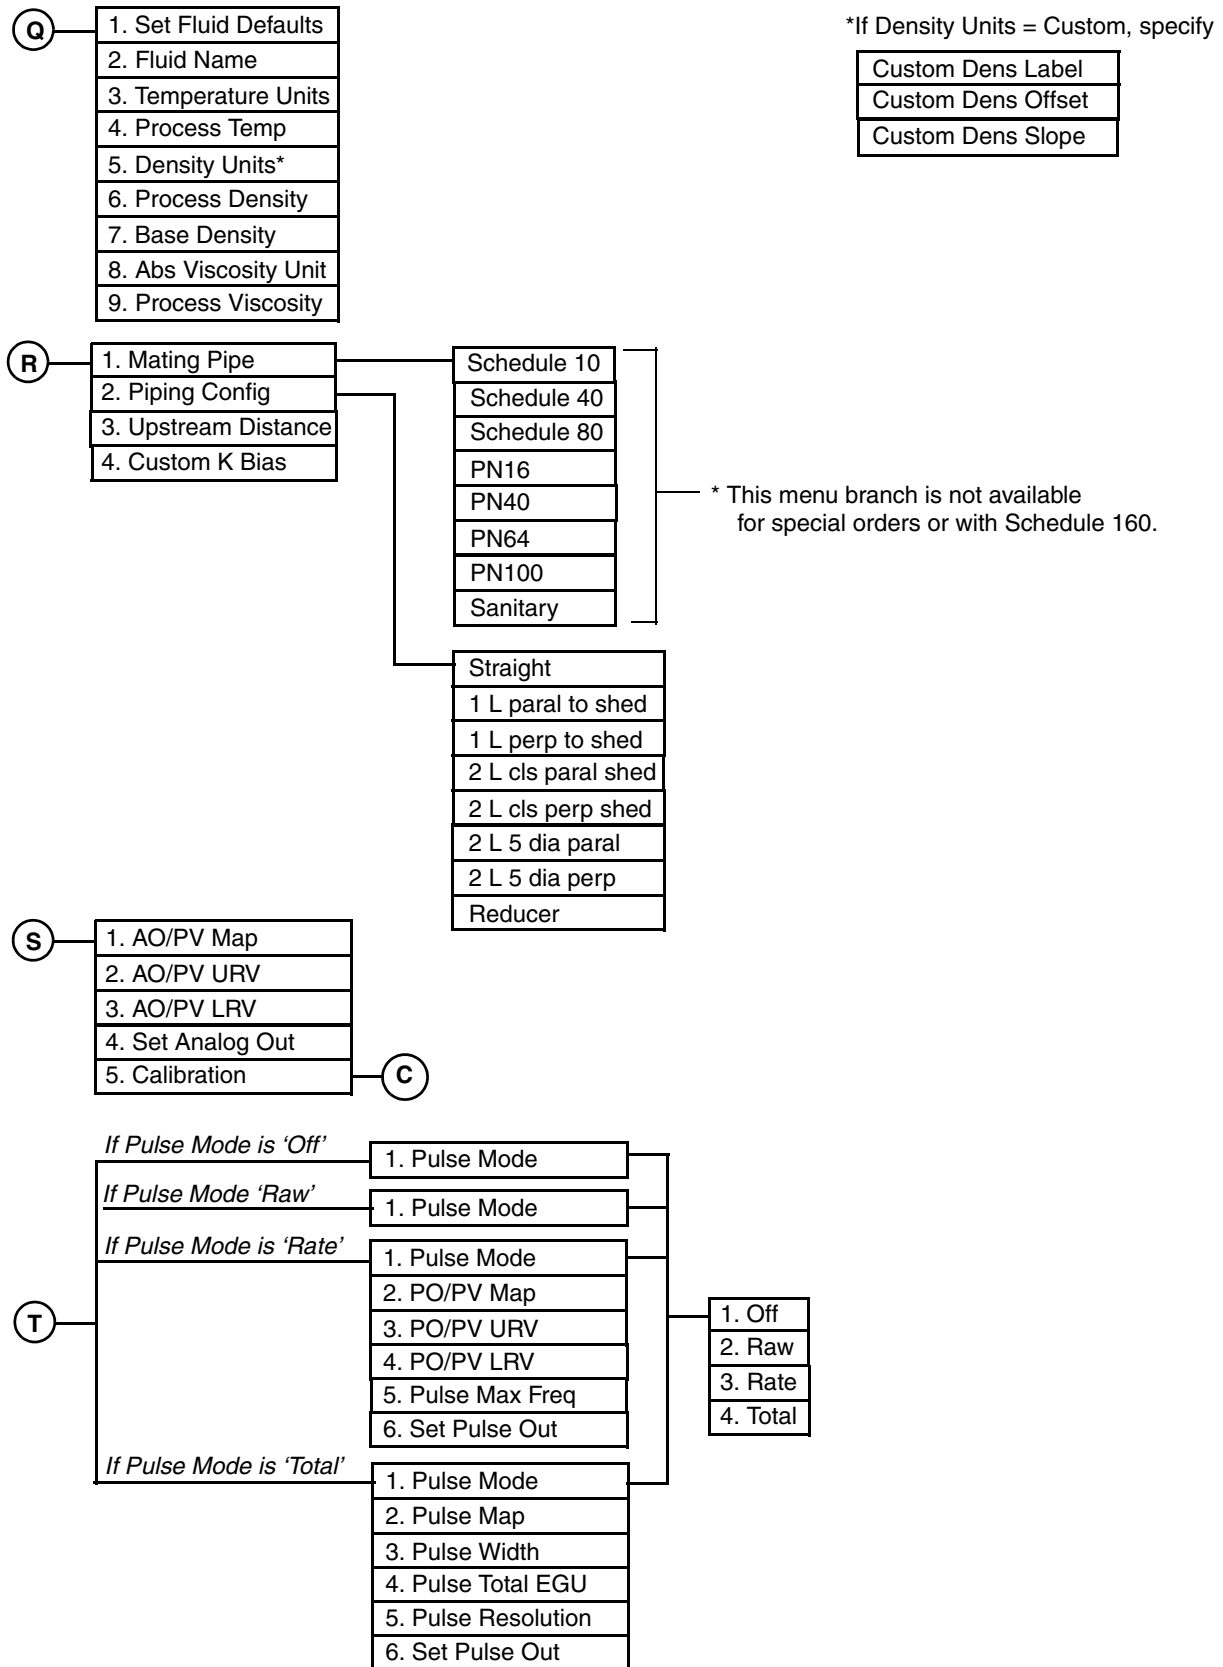 Q
1. Set Fluid Defaults
2. Fluid Name
3. Temperature Units
4. Process Temp
5. Density Units*
6. Process Density
7. Base Density
8. Abs Viscosity Unit
9. Process Viscosity
*If Density Units = Custom, specify
Custom Dens Label
Custom Dens Offset
Custom Dens Slope
R
1. Mating Pipe
2. Piping Config
3. Upstream Distance
4. Custom K Bias
Schedule 10
Schedule 40
Schedule 80
PN16
PN40
PN64
PN100
Sanitary
* This menu branch is not available
for special orders or with Schedule 160.
Straight
1 L paral to shed
1 L perp to shed
2 L cls paral shed
2 L cls perp shed
2 L 5 dia paral
2 L 5 dia perp
Reducer
S
1. AO/PV Map
2. AO/PV URV
3. AO/PV LRV
4. Set Analog Out
5. Calibration
C
T
If Pulse Mode is ‘Off’
1. Pulse Mode
If Pulse Mode ‘Raw’
1. Pulse Mode
If Pulse Mode is ‘Rate’
1. Pulse Mode
2. PO/PV Map
3. PO/PV URV
4. PO/PV LRV
5. Pulse Max Freq
6. Set Pulse Out
If Pulse Mode is ‘Total’
1. Pulse Mode
2. Pulse Map
3. Pulse Width
4. Pulse Total EGU
5. Pulse Resolution
6. Set Pulse Out
1. Off
2. Raw
3. Rate
4. Total